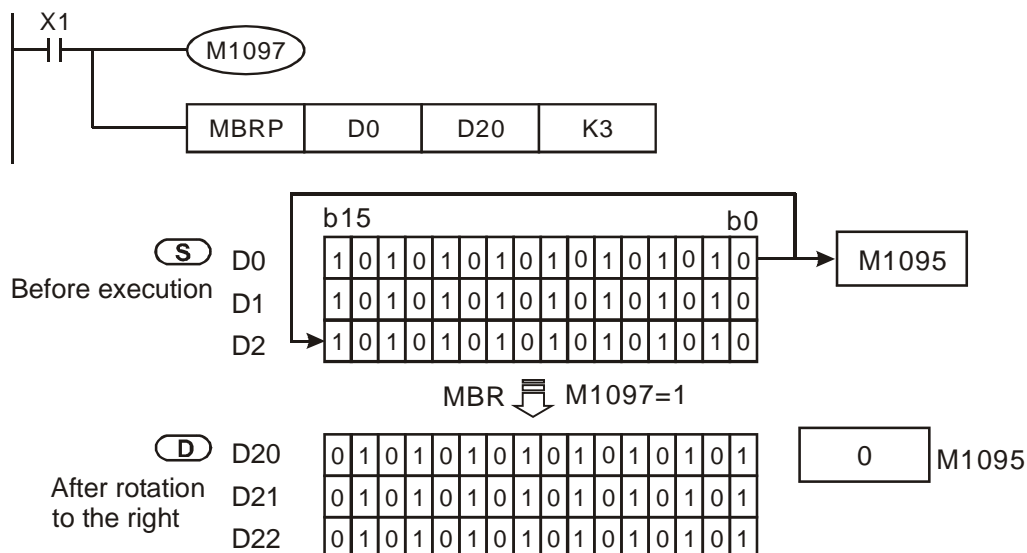 X1
M1097
MBRP D0 D20 K3
b15 b0
S D0 1 0 1 0 1 0 1 0 1 0 1 0 1 0 1 0 M1095
Before execution D1 1 0 1 0 1 0 1 0 1 0 1 0 1 0 1 0
D2 1 0 1 0 1 0 1 0 1 0 1 0 1 0 1 0
MBR M1097=1
D D20 0 1 0 1 0 1 0 1 0 1 0 1 0 1 0 1 0 M1095
After rotation D21 0 1 0 1 0 1 0 1 0 1 0 1 0 1 0 1
to the right D22 0 1 0 1 0 1 0 1 0 1 0 1 0 1 0 1